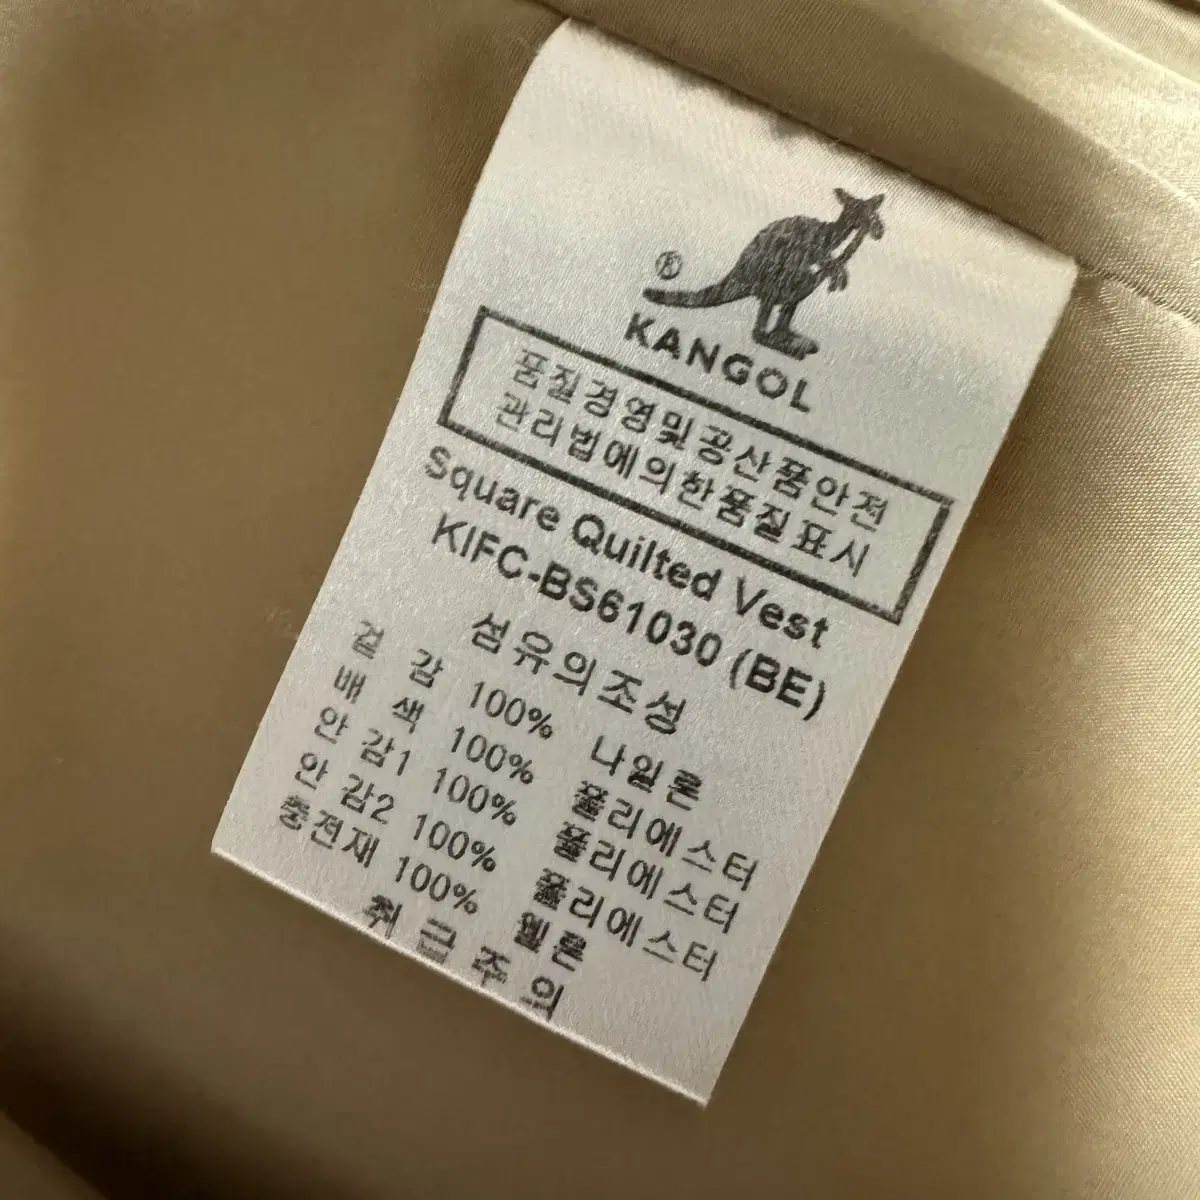 ®
KANGOL
품질경영및공산품안전
관리법에의한품질표시
Square Quilted Vest
KIFC-BS61030 (BE)
섬유의조성
겉 감 100% 나일론
배 색 100% 폴리에스터
안 감1 100% 폴리에스터
안 감2 100% 폴리에스터
충전재 100% 웰론
취급주의